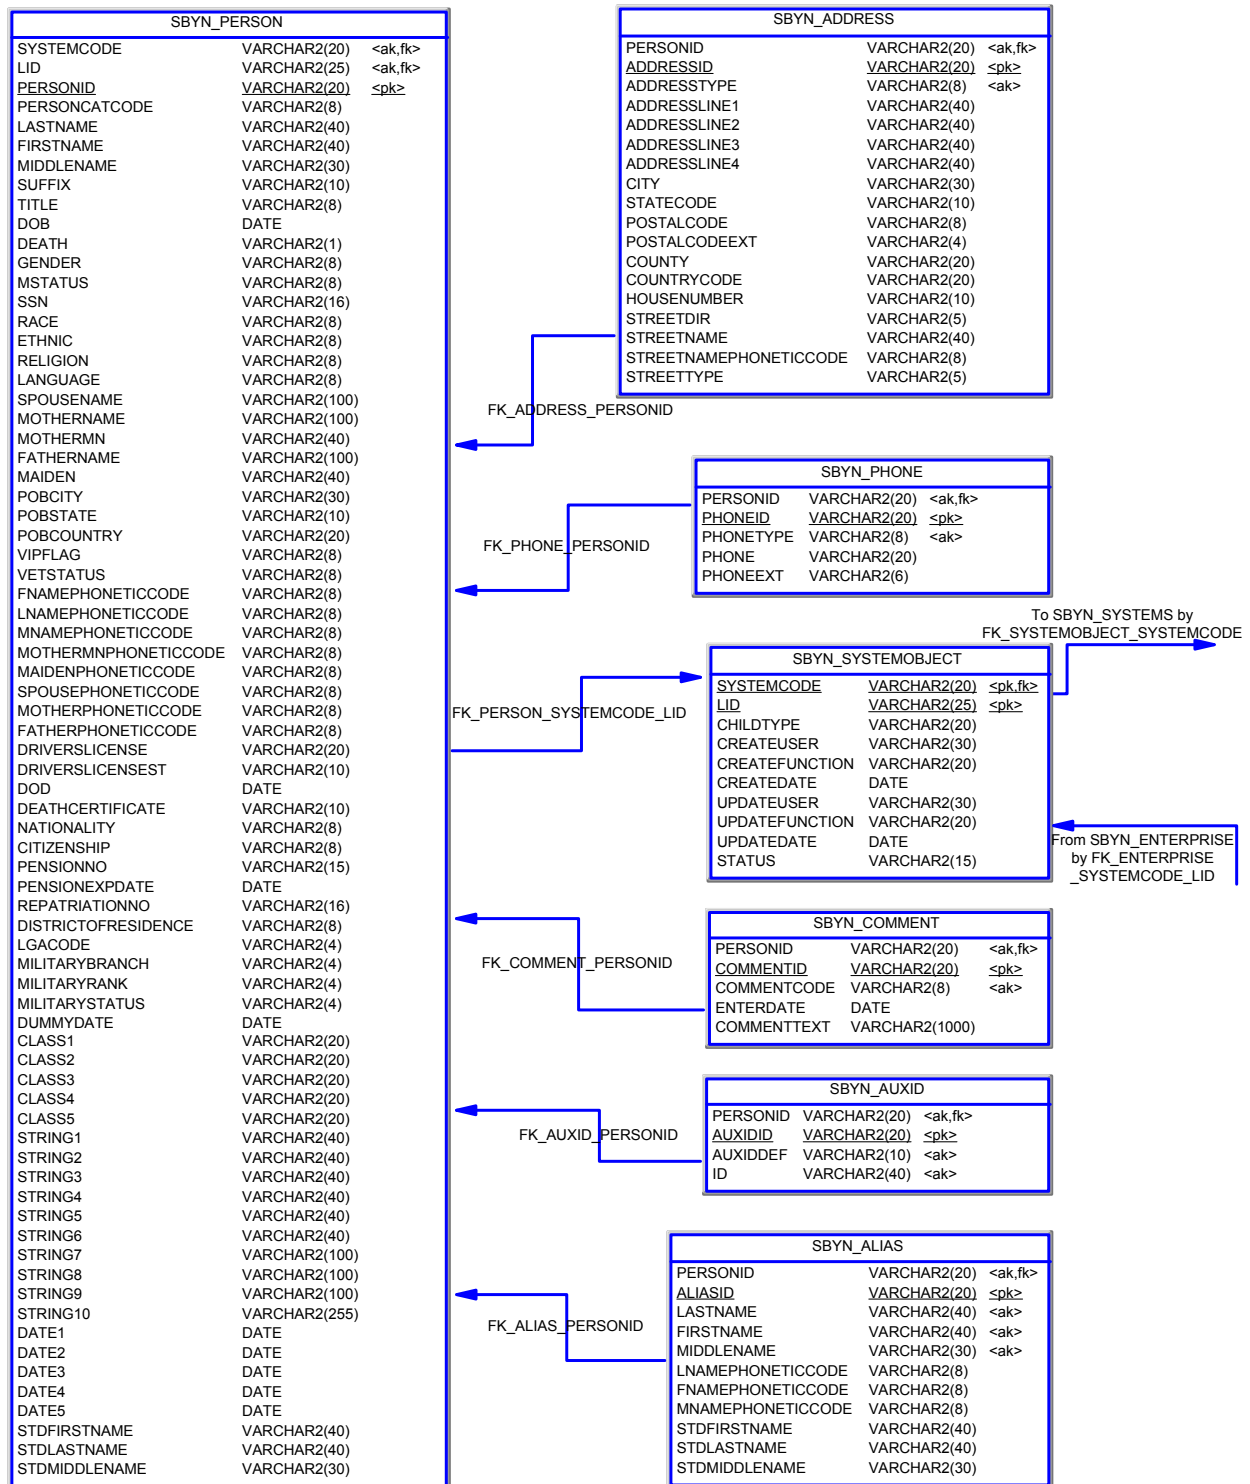 SBYN_PERSON
SYSTEMCODE VARCHAR2(20) <ak,fk>
LID VARCHAR2(25) <ak,fk>
PERSONID VARCHAR2(20) <pk>
PERSONCATCODE VARCHAR2(8)
LASTNAME VARCHAR2(40)
FIRSTNAME VARCHAR2(40)
MIDDLENAME VARCHAR2(30)
SUFFIX VARCHAR2(10)
TITLE VARCHAR2(8)
DOB DATE
DEATH VARCHAR2(1)
GENDER VARCHAR2(8)
MSTATUS VARCHAR2(8)
SSN VARCHAR2(16)
RACE VARCHAR2(8)
ETHNIC VARCHAR2(8)
RELIGION VARCHAR2(8)
LANGUAGE VARCHAR2(8)
SPOUSENAME VARCHAR2(100)
MOTHERNAME VARCHAR2(100)
MOTHERMN VARCHAR2(40)
FATHERNAME VARCHAR2(100)
MAIDEN VARCHAR2(40)
POBCITY VARCHAR2(30)
POBSTATE VARCHAR2(10)
POBCOUNTRY VARCHAR2(20)
VIPFLAG VARCHAR2(8)
VETSTATUS VARCHAR2(8)
FNAMEPHONETICCODE VARCHAR2(8)
LNAMEPHONETICCODE VARCHAR2(8)
MNAMEPHONETICCODE VARCHAR2(8)
MOTHERMNPHONETICCODE VARCHAR2(8)
MAIDENPHONETICCODE VARCHAR2(8)
SPOUSEPHONETICCODE VARCHAR2(8)
MOTHERPHONETICCODE VARCHAR2(8)
FATHERPHONETICCODE VARCHAR2(8)
DRIVERSLICENSE VARCHAR2(20)
DRIVERSLICENSEST VARCHAR2(10)
DOD DATE
DEATHCERTIFICATE VARCHAR2(10)
NATIONALITY VARCHAR2(8)
CITIZENSHIP VARCHAR2(8)
PENSIONNO VARCHAR2(15)
PENSIONEXPDATE DATE
REPATRIATIONNO VARCHAR2(16)
DISTRICTOFRESIDENCE VARCHAR2(8)
LGACODE VARCHAR2(4)
MILITARYBRANCH VARCHAR2(4)
MILITARYRANK VARCHAR2(4)
MILITARYSTATUS VARCHAR2(4)
DUMMYDATE DATE
CLASS1 VARCHAR2(20)
CLASS2 VARCHAR2(20)
CLASS3 VARCHAR2(20)
CLASS4 VARCHAR2(20)
CLASS5 VARCHAR2(20)
STRING1 VARCHAR2(40)
STRING2 VARCHAR2(40)
STRING3 VARCHAR2(40)
STRING4 VARCHAR2(40)
STRING5 VARCHAR2(40)
STRING6 VARCHAR2(40)
STRING7 VARCHAR2(100)
STRING8 VARCHAR2(100)
STRING9 VARCHAR2(100)
STRING10 VARCHAR2(255)
DATE1 DATE
DATE2 DATE
DATE3 DATE
DATE4 DATE
DATE5 DATE
STDFIRSTNAME VARCHAR2(40)
STDLASTNAME VARCHAR2(40)
STDMIDDLENAME VARCHAR2(30)
SBYN_ADDRESS
PERSONID VARCHAR2(20) <ak,fk>
ADDRESSID VARCHAR2(20) <pk>
ADDRESSTYPE VARCHAR2(8) <ak>
ADDRESSLINE1 VARCHAR2(40)
ADDRESSLINE2 VARCHAR2(40)
ADDRESSLINE3 VARCHAR2(40)
ADDRESSLINE4 VARCHAR2(40)
CITY VARCHAR2(30)
STATECODE VARCHAR2(10)
POSTALCODE VARCHAR2(8)
POSTALCODEEXT VARCHAR2(4)
COUNTY VARCHAR2(20)
COUNTRYCODE VARCHAR2(20)
HOUSENUMBER VARCHAR2(10)
STREETDIR VARCHAR2(5)
STREETNAME VARCHAR2(40)
STREETNAMEPHONETICCODE VARCHAR2(8)
STREETTYPE VARCHAR2(5)
FK_ADDRESS_PERSONID
SBYN_PHONE
PERSONID VARCHAR2(20) <ak,fk>
PHONEID VARCHAR2(20) <pk>
PHONETYPE VARCHAR2(8) <ak>
PHONE VARCHAR2(20)
PHONEEXT VARCHAR2(6)
FK_PHONE_PERSONID
To SBYN_SYSTEMS by
FK_SYSTEMOBJECT_SYSTEMCODE
SBYN_SYSTEMOBJECT
SYSTEMCODE VARCHAR2(20) <pk,fk>
LID VARCHAR2(25) <pk>
CHILDTYPE VARCHAR2(20)
CREATEUSER VARCHAR2(30)
CREATEFUNCTION VARCHAR2(20)
CREATEDATE DATE
UPDATEUSER VARCHAR2(30)
UPDATEFUNCTION VARCHAR2(20)
UPDATEDATE DATE
STATUS VARCHAR2(15)
FK_PERSON_SYSTEMCODE_LID
From SBYN_ENTERPRISE
by FK_ENTERPRISE
_SYSTEMCODE_LID
SBYN_COMMENT
PERSONID VARCHAR2(20) <ak,fk>
COMMENTID VARCHAR2(20) <pk>
COMMENTCODE VARCHAR2(8) <ak>
ENTERDATE DATE
COMMENTTEXT VARCHAR2(1000)
FK_COMMENT_PERSONID
SBYN_AUXID
PERSONID VARCHAR2(20) <ak,fk>
AUXIDID VARCHAR2(20) <pk>
AUXIDDEF VARCHAR2(10) <ak>
ID VARCHAR2(40) <ak>
FK_AUXID_PERSONID
SBYN_ALIAS
PERSONID VARCHAR2(20) <ak,fk>
ALIASID VARCHAR2(20) <pk>
LASTNAME VARCHAR2(40) <ak>
FIRSTNAME VARCHAR2(40) <ak>
MIDDLENAME VARCHAR2(30) <ak>
LNAMEPHONETICCODE VARCHAR2(8)
FNAMEPHONETICCODE VARCHAR2(8)
MNAMEPHONETICCODE VARCHAR2(8)
STDFIRSTNAME VARCHAR2(40)
STDLASTNAME VARCHAR2(40)
STDMIDDLENAME VARCHAR2(30)
FK_ALIAS_PERSONID